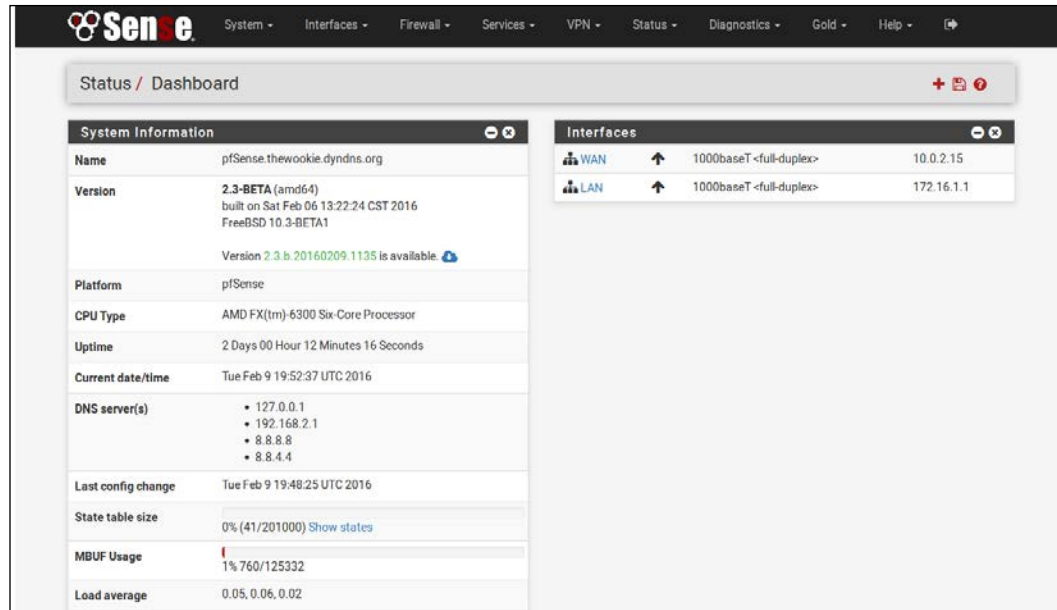 Sense
System Interfaces Firewall Services VPN Status Diagnostics Gold Help
Status / Dashboard
System Information
Name pfSense.thewookie.dyndns.org
Version 2.3-BETA (amd64)
built on Sat Feb 06 13:22:24 CST 2016
FreeBSD 10.3-BETA1
Version 2.3.b.20160209.1135 is available.
Platform pfSense
CPU Type AMD FX(tm)-6300 Six-Core Processor
Uptime 2 Days 00 Hour 12 Minutes 16 Seconds
Current date/time Tue Feb 9 19:52:37 UTC 2016
DNS server(s) • 127.0.0.1
• 192.168.2.1
• 8.8.8.8
• 8.8.4.4
Last config change Tue Feb 9 19:48:25 UTC 2016
State table size
0% (41/201000) Show states
MBUF Usage
1% 760/125332
Load average 0.05, 0.06, 0.02
Interfaces
WAN 1000baseT <full-duplex> 10.0.2.15
LAN 1000baseT <full-duplex> 172.16.1.1